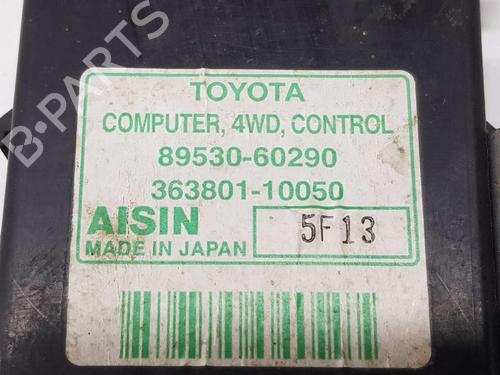 B-PARTS
TOYOTA
COMPUTER, 4WD, CONTROL
89530-60290
363801-10050
AISIN
5F13
MADE IN JAPAN